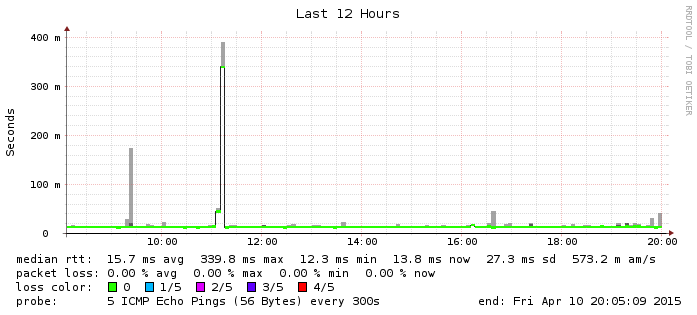 Last 12 Hours
RRDTOOL / TOBI OETIKER
Seconds
400 m
300 m
200 m
100 m
0
10:00 12:00 14:00 16:00 18:00 20:00
median rtt: 15.7 ms avg 339.8 ms max 12.3 ms min 13.8 ms now 27.3 ms sd 573.2 m am/s
packet loss: 0.00 % avg 0.00 % max 0.00 % min 0.00 % now
loss color: 0 1/5 2/5 3/5 4/5
probe: 5 ICMP Echo Pings (56 Bytes) every 300s end: Fri Apr 10 20:05:09 2015